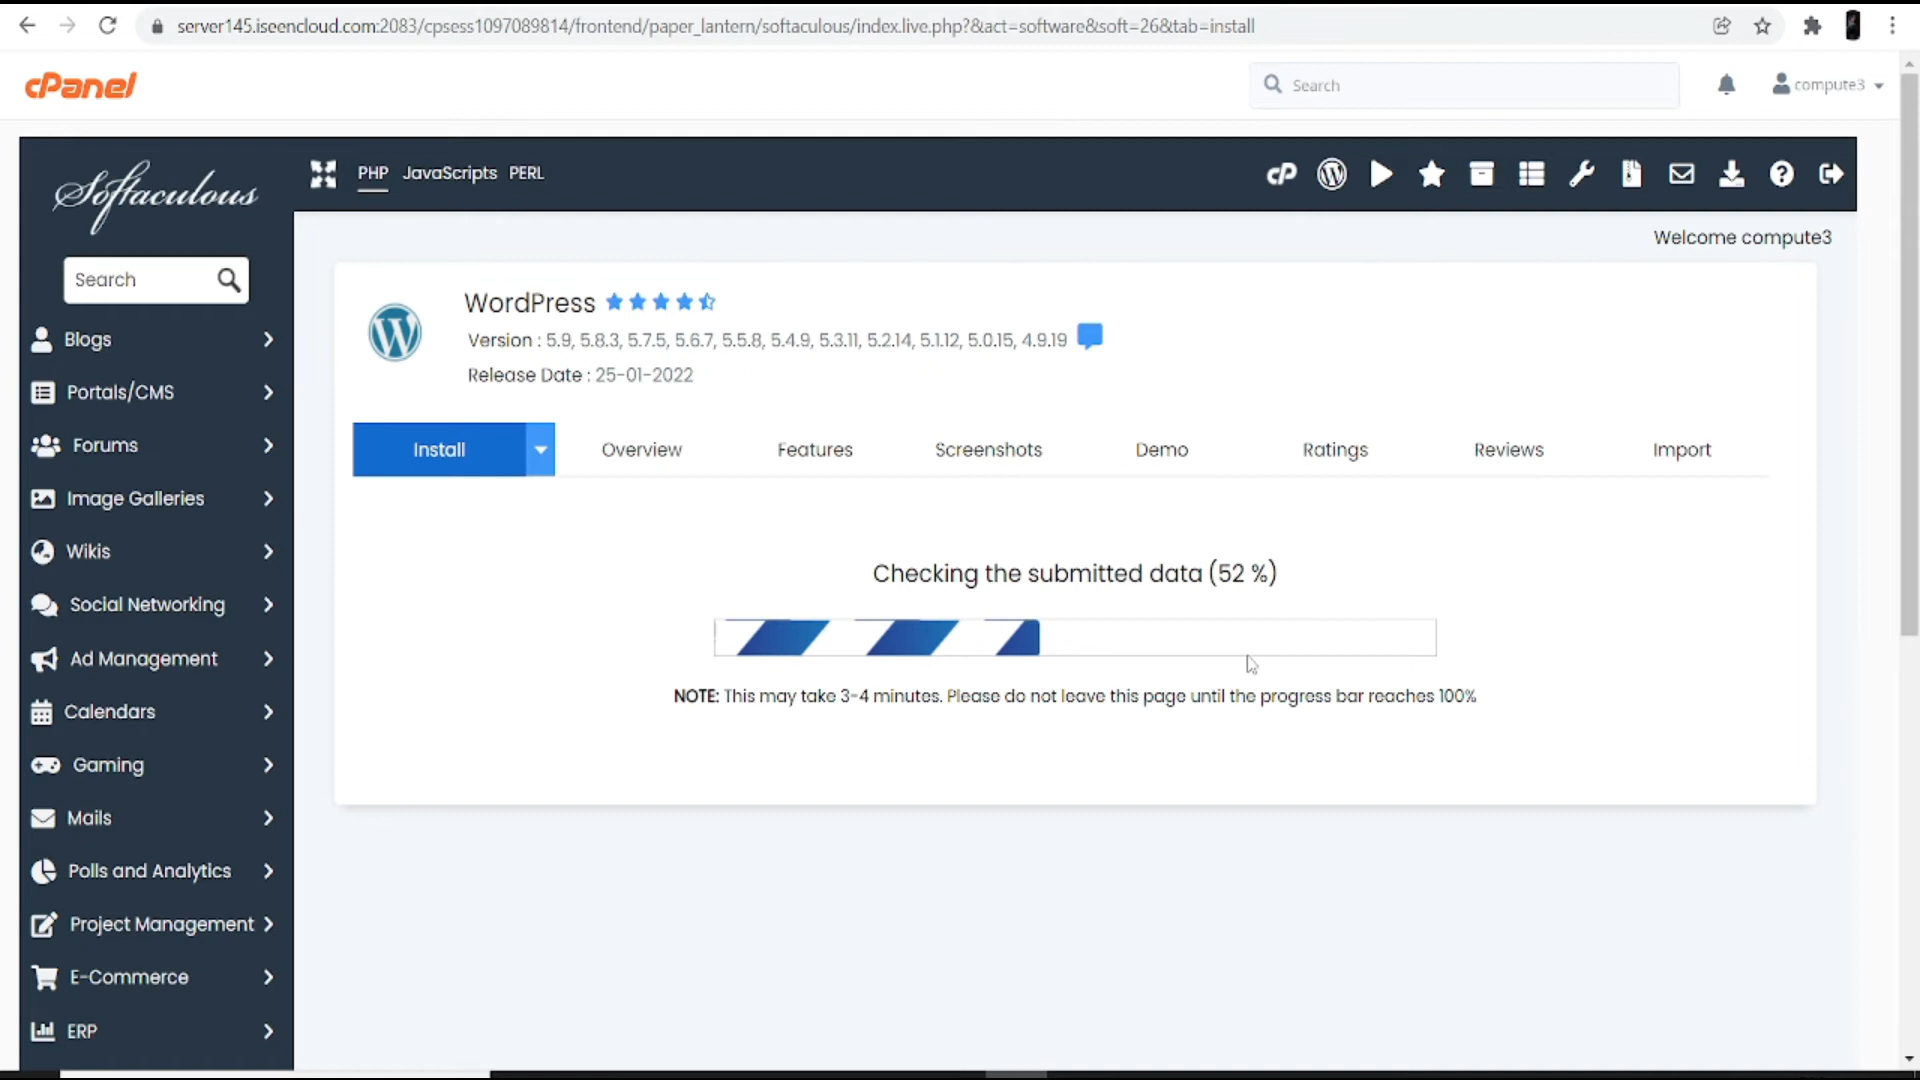 server145.iseencloud.com:2083/cpsess1097089814/frontend/paper_lantern/softaculous/index.live.php?&act=software&soft=26&tab=install
cPanel
Search
compute3
Softaculous
PHP JavaScripts PERL
cP
Welcome compute3
Search
Blogs
Portals/CMS
Forums
Image Galleries
Wikis
Social Networking
Ad Management
Calendars
Gaming
Mails
Polls and Analytics
Project Management
E-Commerce
ERP
WordPress
Version : 5.9, 5.8.3, 5.7.5, 5.6.7, 5.5.8, 5.4.9, 5.3.11, 5.2.14, 5.1.12, 5.0.15, 4.9.19
Release Date : 25-01-2022
Install Overview Features Screenshots Demo Ratings Reviews Import
Checking the submitted data (52 %)
NOTE: This may take 3-4 minutes. Please do not leave this page until the progress bar reaches 100%